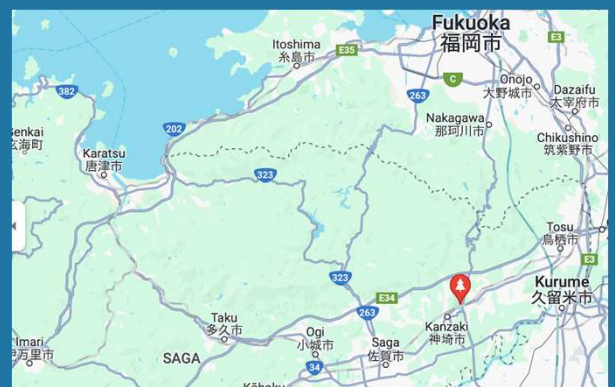 Fukuoka
福岡市
Itoshima
糸島市
E35
E3
C
Onojo
大野城市
382
263
Dazaifu
太宰府市
202
Nakagawa
那珂川市
Chikushino
筑紫野市
Genkai
玄海町
Karatsu
唐津市
323
Tosu
鳥栖市
E3
323
E34
Kurume
久留米市
263
Kanzaki
神埼市
Taku
多久市
Ogi
小城市
Saga
佐賀市
Imari
伊万里市
SAGA
34